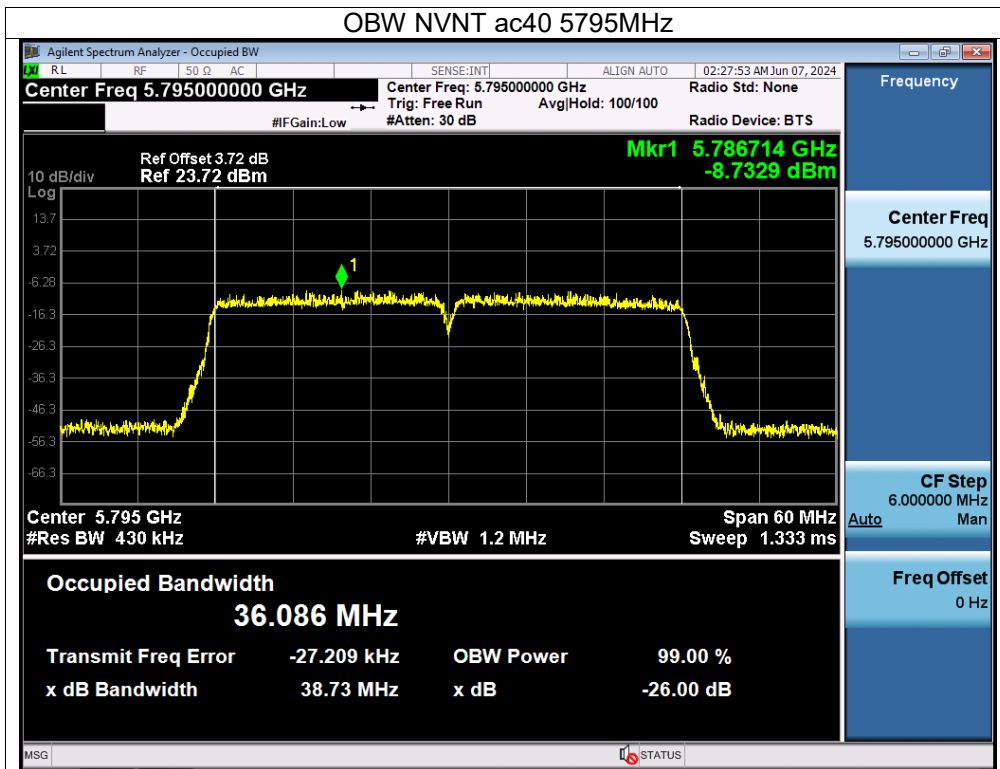 OBW NVNT ac40 5795MHz
Agilent Spectrum Analyzer - Occupied BW
LXI RL RF 50 Ω AC SENSE:INT ALIGN AUTO 02:27:53 AM Jun 07, 2024
Center Freq 5.795000000 GHz
Center Freq: 5.795000000 GHz Radio Std: None
Trig: Free Run Avg|Hold: 100/100
#IFGain:Low #Atten: 30 dB Radio Device: BTS
Frequency
Mkr1 5.786714 GHz
-8.7329 dBm
Ref Offset 3.72 dB
10 dB/div Ref 23.72 dBm
Log
13.7
3.72
-6.28
-16.3
-26.3
-36.3
-46.3
-56.3
-66.3
1
Center 5.795 GHz Span 60 MHz
#Res BW 430 kHz #VBW 1.2 MHz Sweep 1.333 ms
Center Freq
5.795000000 GHz
CF Step
6.000000 MHz
Auto Man
Freq Offset
0 Hz
Occupied Bandwidth
36.086 MHz
Transmit Freq Error -27.209 kHz OBW Power 99.00 %
x dB Bandwidth 38.73 MHz x dB -26.00 dB
MSG STATUS